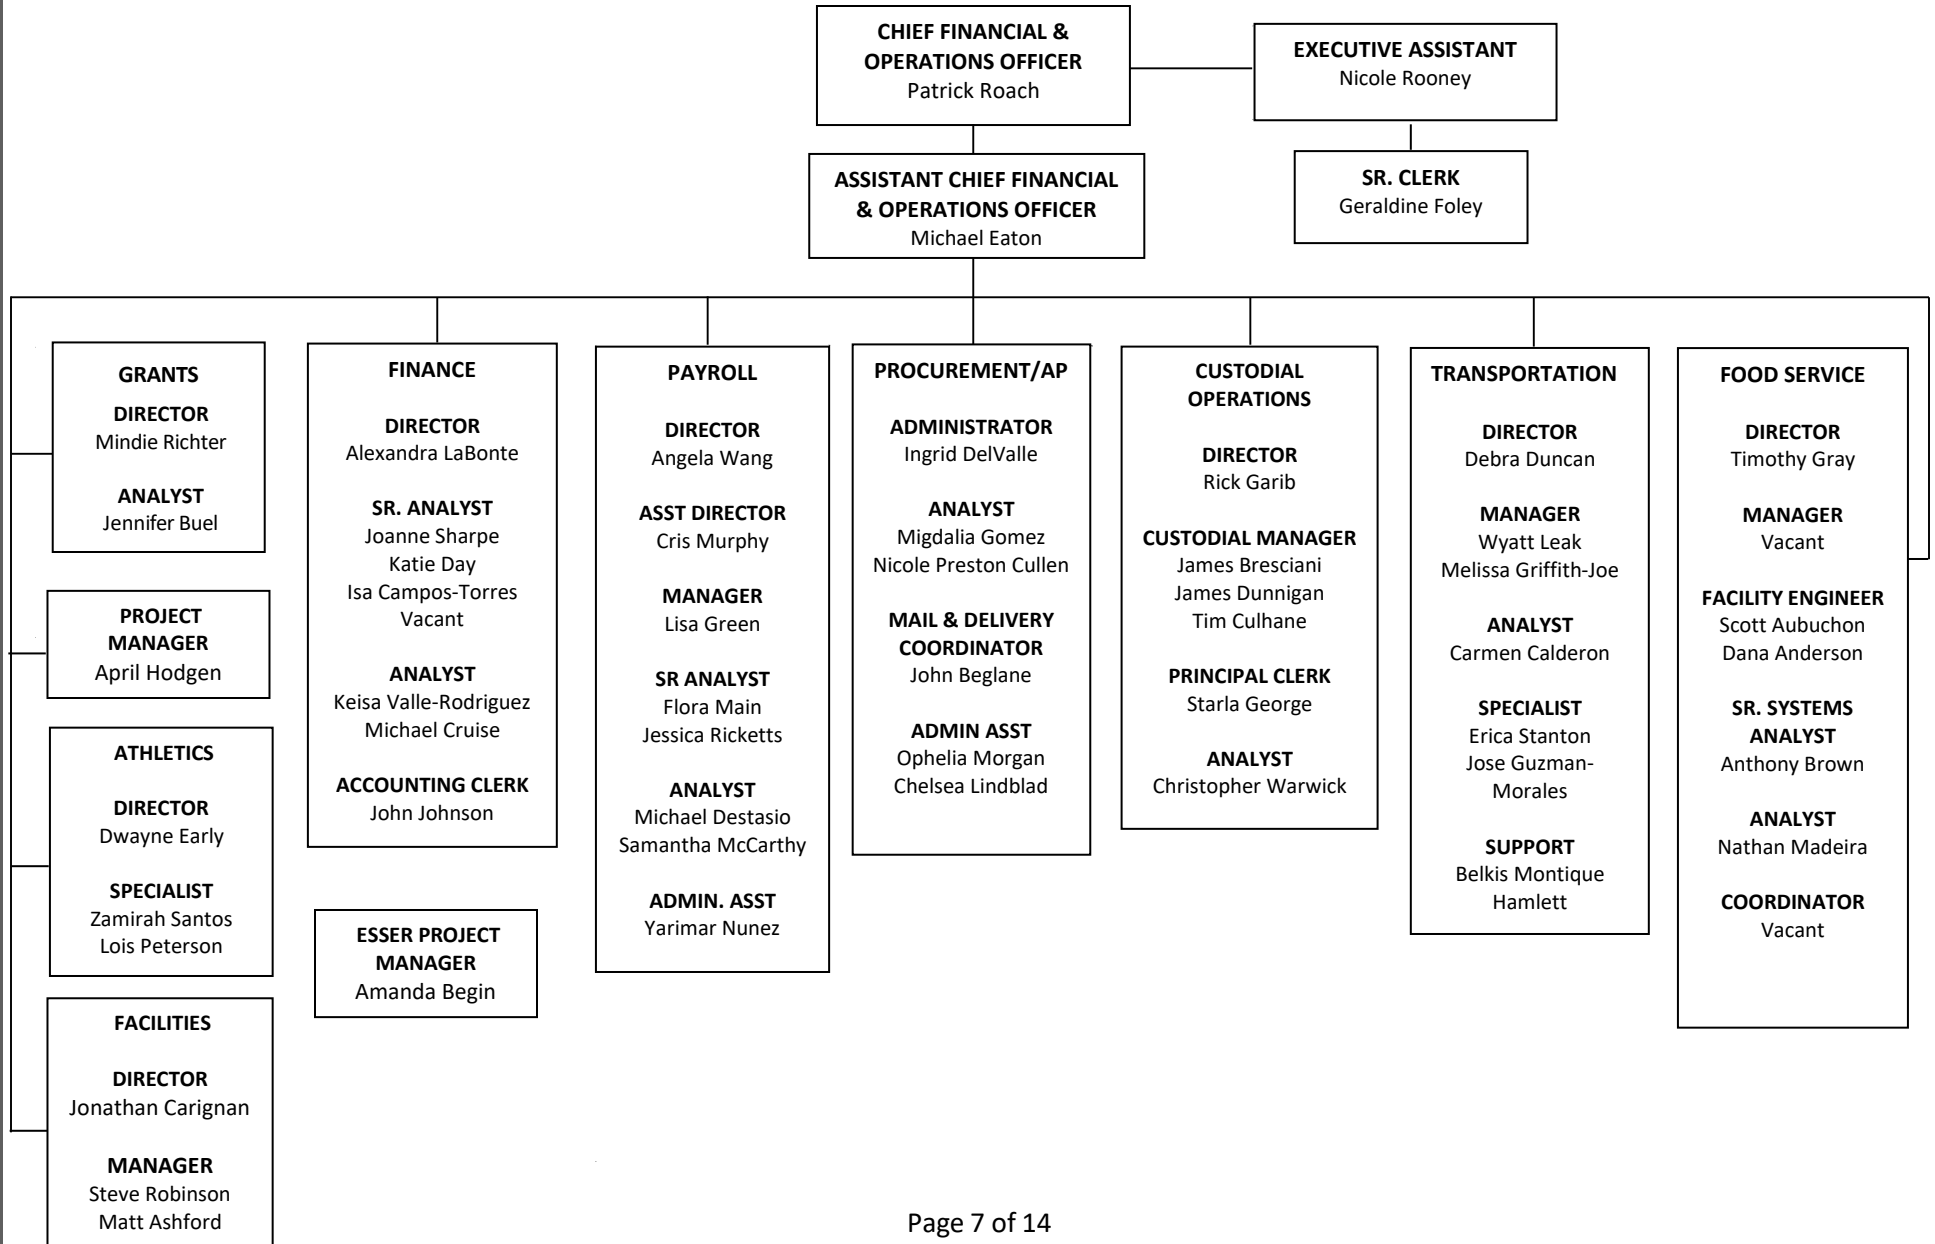 CHIEF FINANCIAL &
OPERATIONS OFFICER
Patrick Roach
EXECUTIVE ASSISTANT
Nicole Rooney
SR. CLERK
Geraldine Foley
ASSISTANT CHIEF FINANCIAL
& OPERATIONS OFFICER
Michael Eaton
GRANTS
DIRECTOR
Mindie Richter
ANALYST
Jennifer Buel
PROJECT
MANAGER
April Hodgen
ATHLETICS
DIRECTOR
Dwayne Early
SPECIALIST
Zamirah Santos
Lois Peterson
FACILITIES
DIRECTOR
Jonathan Carignan
MANAGER
Steve Robinson
Matt Ashford
FINANCE
DIRECTOR
Alexandra LaBonte
SR. ANALYST
Joanne Sharpe
Katie Day
Isa Campos-Torres
Vacant
ANALYST
Keisa Valle-Rodriguez
Michael Cruise
ACCOUNTING CLERK
John Johnson
ESSER PROJECT
MANAGER
Amanda Begin
PAYROLL
DIRECTOR
Angela Wang
ASST DIRECTOR
Cris Murphy
MANAGER
Lisa Green
SR ANALYST
Flora Main
Jessica Ricketts
ANALYST
Michael Destasio
Samantha McCarthy
ADMIN. ASST
Yarimar Nunez
PROCUREMENT/AP
ADMINISTRATOR
Ingrid DelValle
ANALYST
Migdalia Gomez
Nicole Preston Cullen
MAIL & DELIVERY
COORDINATOR
John Beglane
ADMIN ASST
Ophelia Morgan
Chelsea Lindblad
CUSTODIAL
OPERATIONS
DIRECTOR
Rick Garib
CUSTODIAL MANAGER
James Bresciani
James Dunnigan
Tim Culhane
PRINCIPAL CLERK
Starla George
ANALYST
Christopher Warwick
TRANSPORTATION
DIRECTOR
Debra Duncan
MANAGER
Wyatt Leak
Melissa Griffith-Joe
ANALYST
Carmen Calderon
SPECIALIST
Erica Stanton
Jose Guzman-
Morales
SUPPORT
Belkis Montique
Hamlett
FOOD SERVICE
DIRECTOR
Timothy Gray
MANAGER
Vacant
FACILITY ENGINEER
Scott Aubuchon
Dana Anderson
SR. SYSTEMS
ANALYST
Anthony Brown
ANALYST
Nathan Madeira
COORDINATOR
Vacant
Page 7 of 14